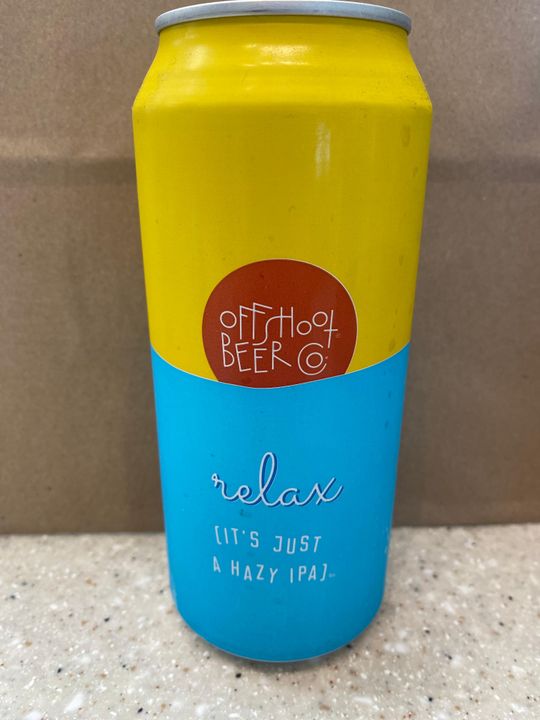 OFFSHOOT
BEER CO.
relax
[IT'S JUST
A HAZY IPA]